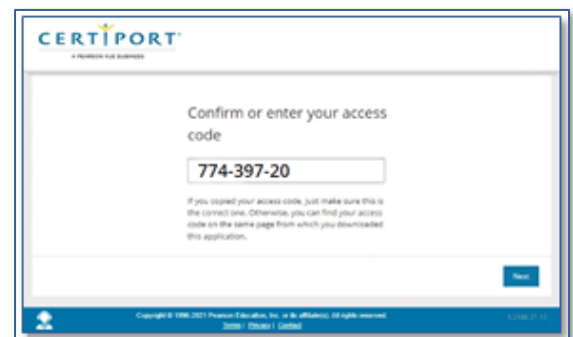 CERTIPORT
A PEARSON VUE BUSINESS
Confirm or enter your access
code
774-397-20
If you copied your access code, just make sure this is
the correct one. Otherwise, you can find your access
code on the same page from which you downloaded
this application.
Next
Copyright © 1996-2021 Pearson Education, Inc. or its affiliate(s). All rights reserved.
Terms | Privacy | Contact